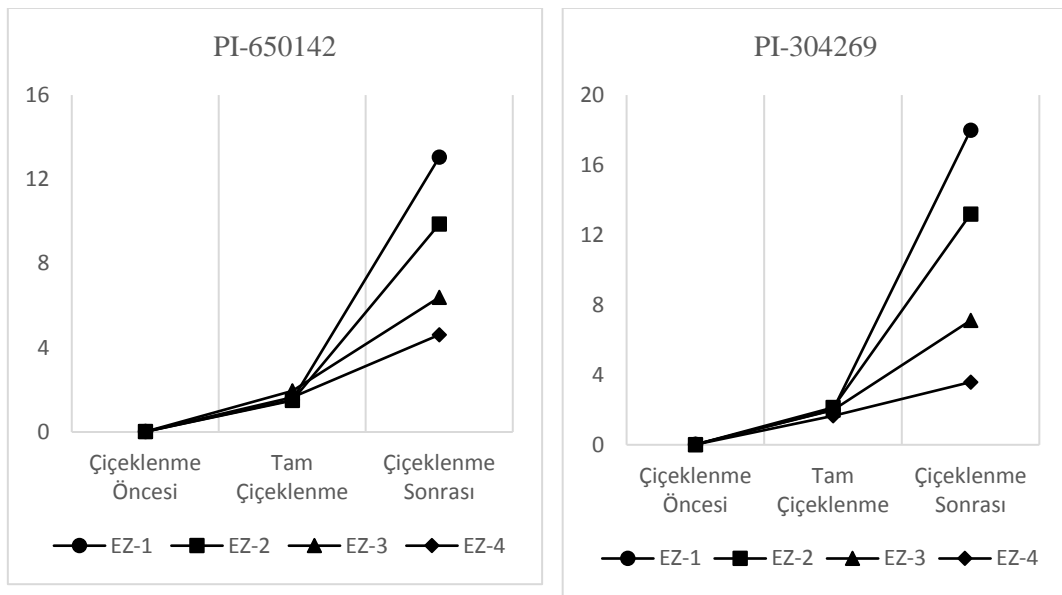 PI-650142
16
12
8
4
0
Çiçeklenme Öncesi
Tam Çiçeklenme
Çiçeklenme Sonrası
EZ-1 EZ-2 EZ-3 EZ-4
PI-304269
20
16
12
8
4
0
Çiçeklenme Öncesi
Tam Çiçeklenme
Çiçeklenme Sonrası
EZ-1 EZ-2 EZ-3 EZ-4